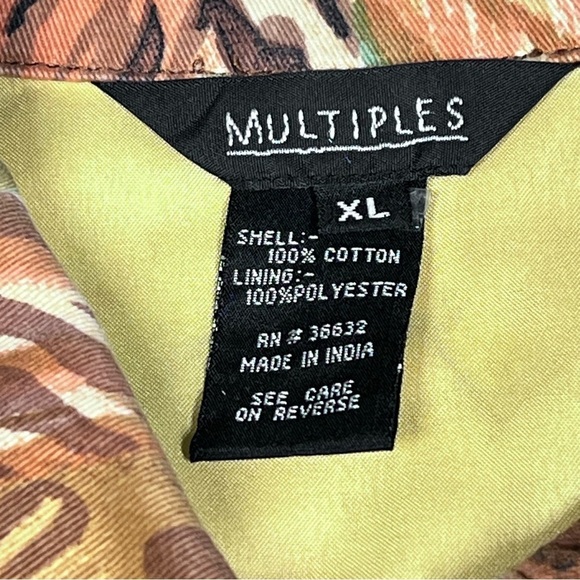 MULTIPLES
XL
SHELL:-
100% COTTON
LINING:-
100%POLYESTER
RN # 36632
MADE IN INDIA
SEE CARE
ON REVERSE